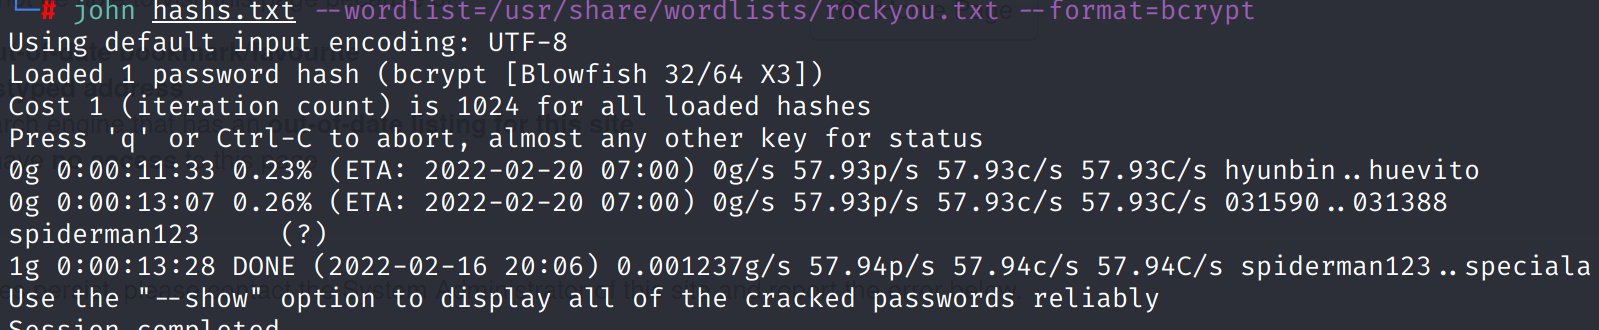 └─# john hashs.txt --wordlist=/usr/share/wordlists/rockyou.txt --format=bcrypt
Using default input encoding: UTF-8
Loaded 1 password hash (bcrypt [Blowfish 32/64 X3])
Cost 1 (iteration count) is 1024 for all loaded hashes
Press 'q' or Ctrl-C to abort, almost any other key for status
0g 0:00:11:33 0.23% (ETA: 2022-02-20 07:00) 0g/s 57.93p/s 57.93c/s 57.93C/s hyunbin..huevito
0g 0:00:13:07 0.26% (ETA: 2022-02-20 07:00) 0g/s 57.93p/s 57.93c/s 57.93C/s 031590..031388
spiderman123     (?)
1g 0:00:13:28 DONE (2022-02-16 20:06) 0.001237g/s 57.94p/s 57.94c/s 57.94C/s spiderman123..speciala
Use the "--show" option to display all of the cracked passwords reliably
Session completed